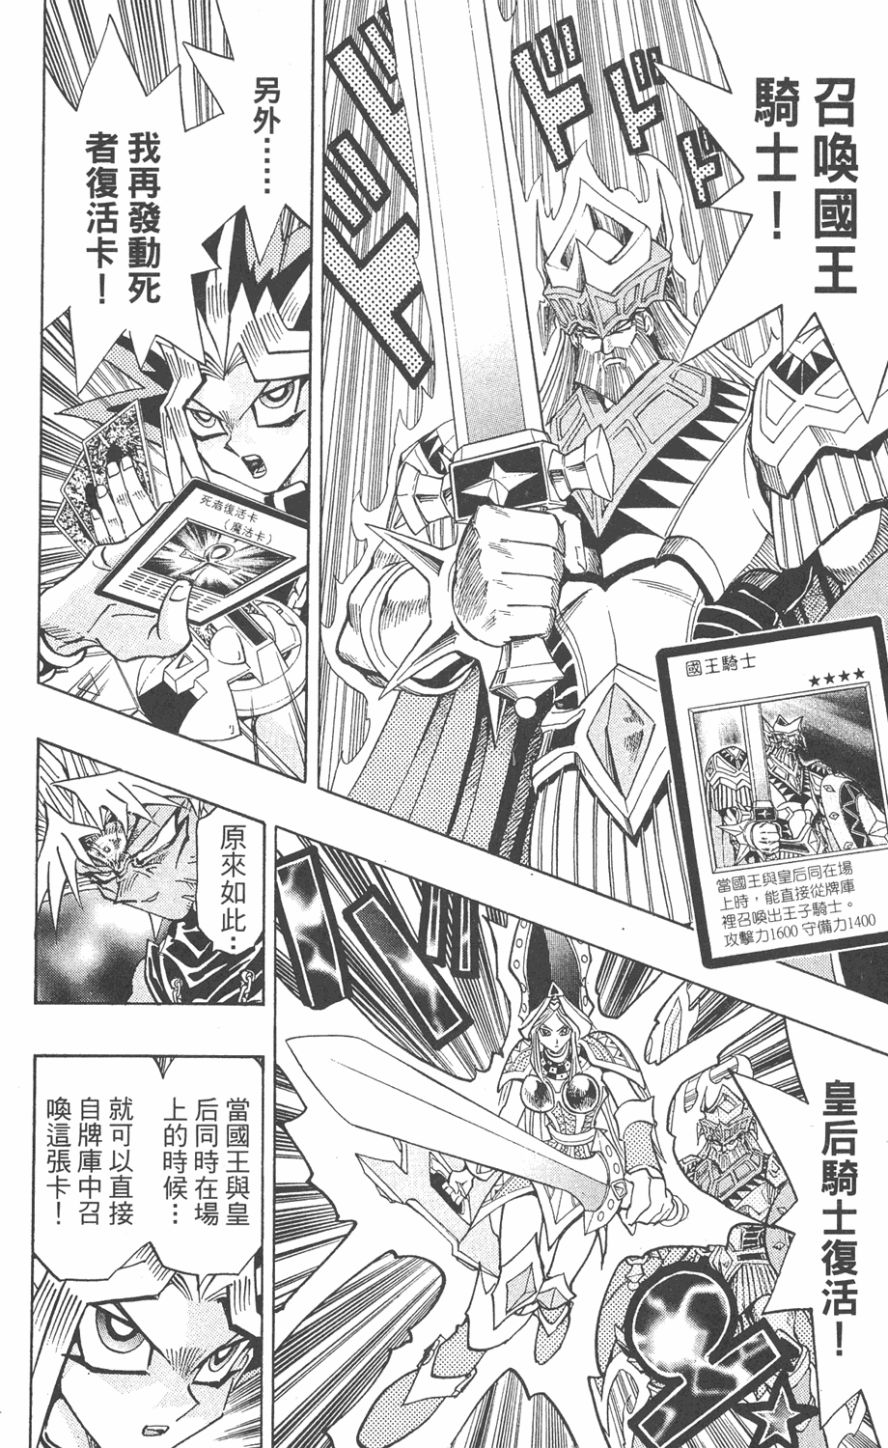 召喚國王
騎士！
ドドドド
國王騎士
★★★★
當國王與皇后同在場
上時，能直接從牌庫
裡召喚出王子騎士。
攻擊力1600 守備力1400
另外……
我再發動死
者復活卡！
死者復活卡
（魔法卡）
皇后騎士復活！
原來如此…
當國王與皇
后同時在場
上的時候…
就可以直接
自牌庫中召
喚這張卡！